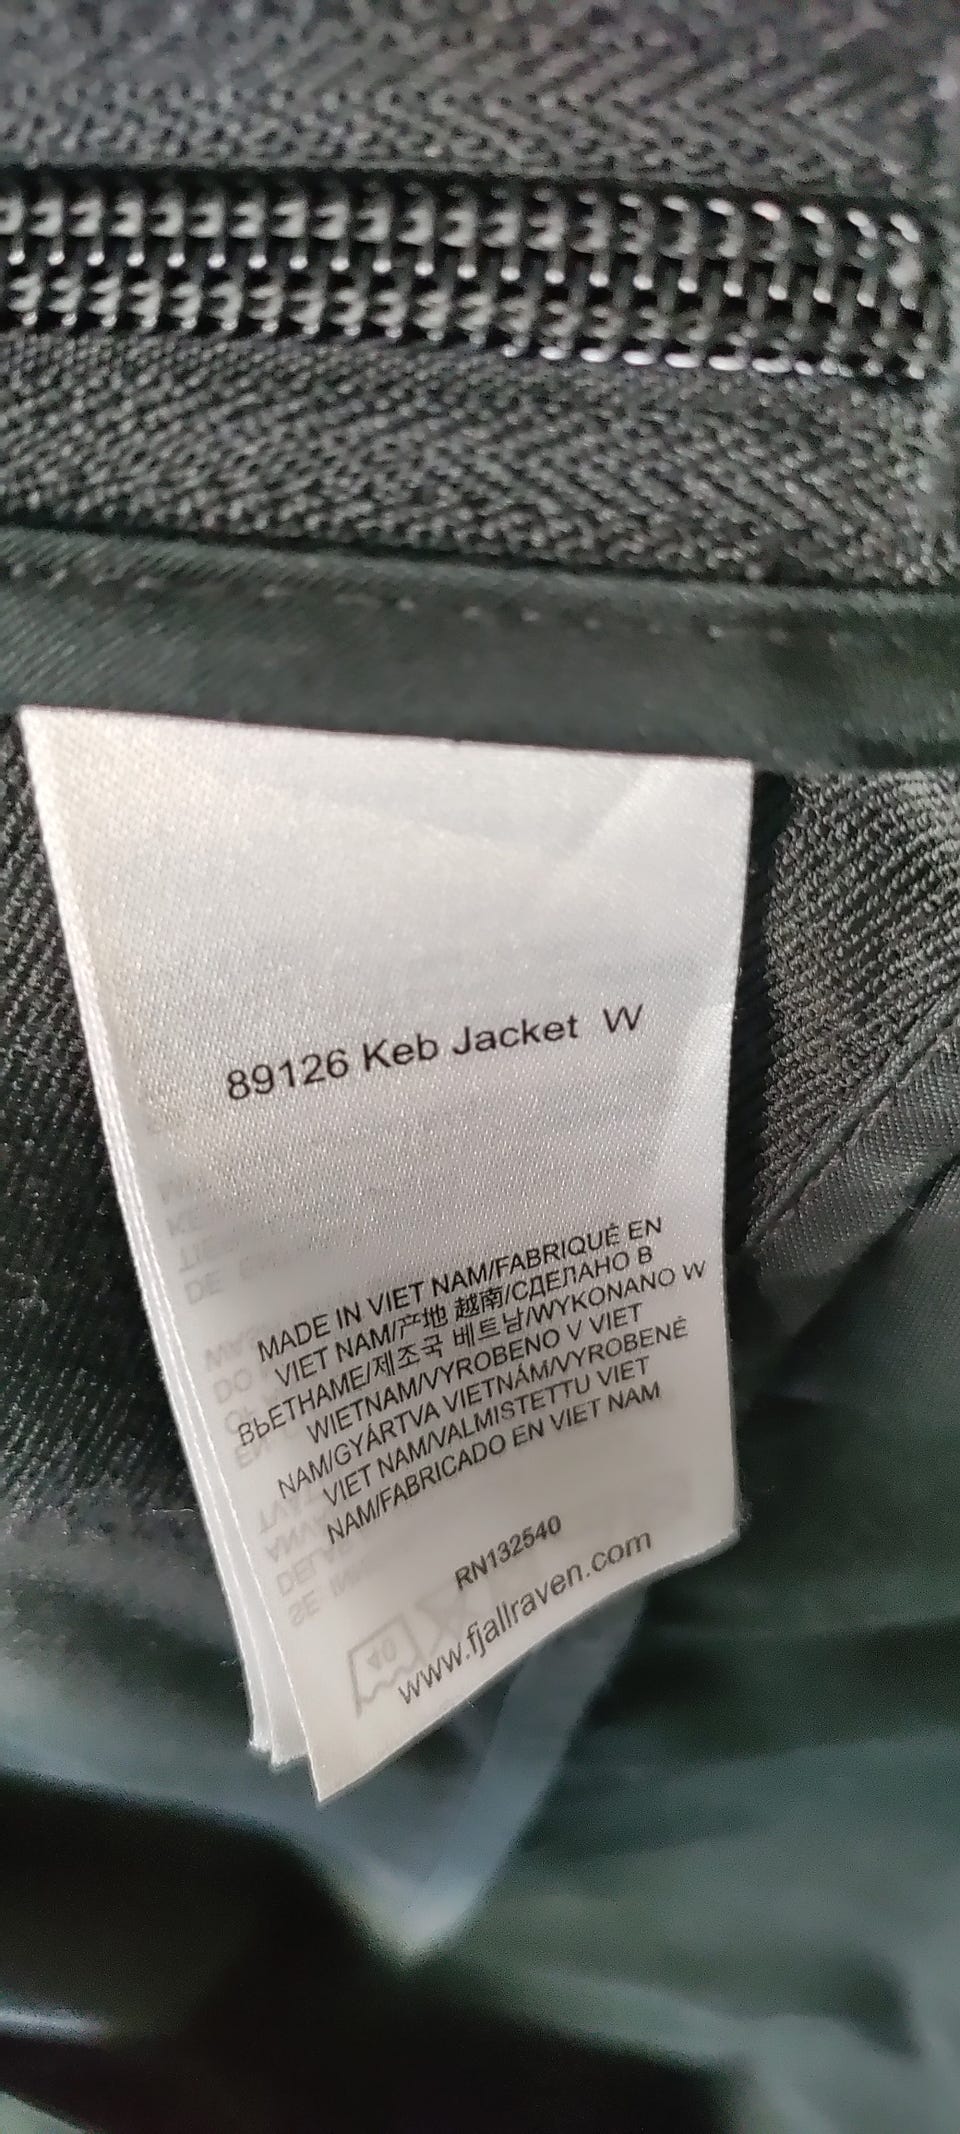 89126 Keb Jacket W
MADE IN VIET NAM/FABRIQUÉ EN
VIET NAM/产地 越南/СДЕЛАНО В
ВЬЕТНАМЕ/제조국 베트남/WYKONANO W
WIETNAM/VYROBENO V VIET
NAM/GYÁRTVA VIETNÁM/VYROBENÉ
VIET NAM/VALMISTETTU VIET
NAM/FABRICADO EN VIET NAM
RN132540
www.fjallraven.com
40